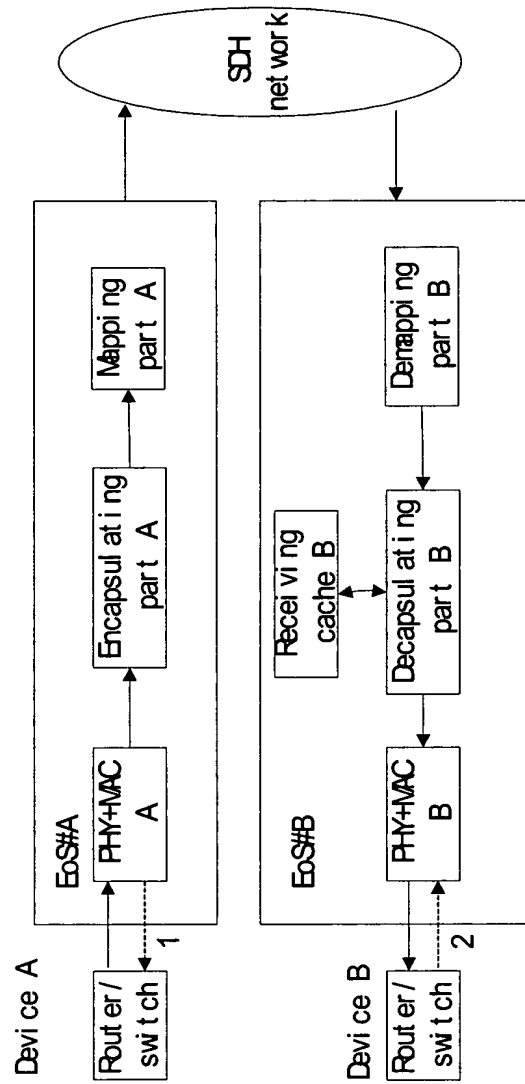 Device A
Router/
switch
1
EoS#A
PHY+MAC
A
Encapsulating
part A
Mapping
part A
SDH
network
Device B
Router/
switch
2
EoS#B
PHY+MAC
B
Receiving
cache B
Decapsulating
part B
Demapping
part B